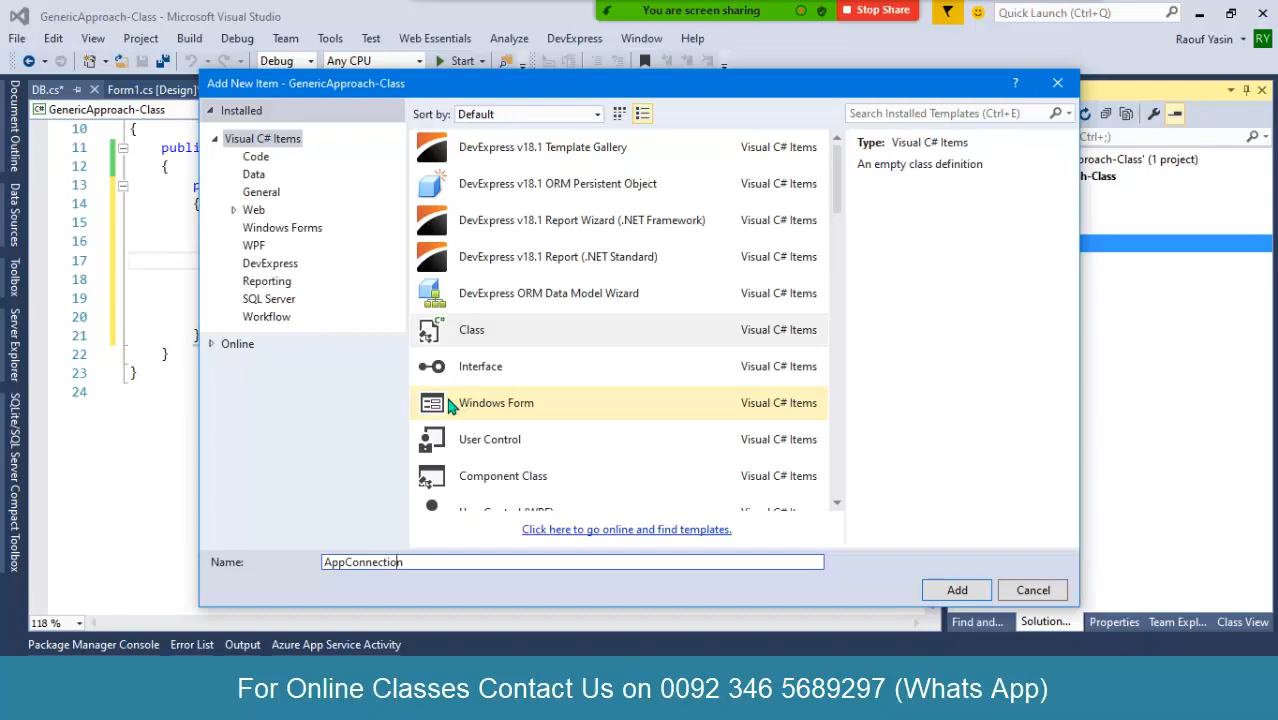 GenericApproach-Class - Microsoft Visual Studio
You are screen sharing
Stop Share
Quick Launch (Ctrl+Q)
File Edit View Project Build Debug Team Tools Test Web Essentials Analyze DevExpress Window Help
Raouf Yasin RY
Debug Any CPU Start
DB.cs* Form1.cs [Design]
GenericApproach-Class
Add New Item - GenericApproach-Class
?
Installed
Sort by: Default
Search Installed Templates (Ctrl+E)
Visual C# Items
Code
Data
General
Web
Windows Forms
WPF
DevExpress
Reporting
SQL Server
Workflow
Online
DevExpress v18.1 Template Gallery Visual C# Items
DevExpress v18.1 ORM Persistent Object Visual C# Items
DevExpress v18.1 Report Wizard (.NET Framework) Visual C# Items
DevExpress v18.1 Report (.NET Standard) Visual C# Items
DevExpress ORM Data Model Wizard Visual C# Items
Class Visual C# Items
Interface Visual C# Items
Windows Form Visual C# Items
User Control Visual C# Items
Component Class Visual C# Items
Click here to go online and find templates.
Type: Visual C# Items
An empty class definition
Name: AppConnection
Add Cancel
10 {
11 publ
12 {
13 p
14 {
15
16
17
18
19
20
21 }
22 }
23 }
24
Document Outline
Data Sources
Toolbox
Server Explorer
SQLite/SQL Server Compact Toolbox
+;)
pproach-Class' (1 project)
h-Class
118 %
Find and... Solution... Properties Team Expl... Class View
Package Manager Console Error List Output Azure App Service Activity
For Online Classes Contact Us on 0092 346 5689297 (Whats App)